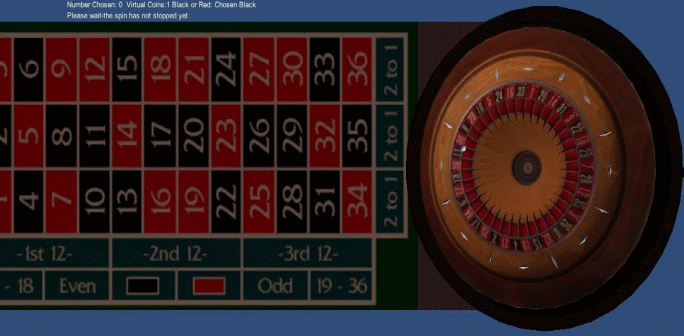 Number Chosen: 0 Virtual Coins:1 Black or Red: Chosen Black
Please wait-the spin has not stopped yet
6 9 12 15 18 21 24 27 30 33 36 2 to 1
5 8 11 14 17 20 23 26 29 32 35 2 to 1
4 7 10 13 16 19 22 25 28 31 34 2 to 1
-1st 12- -2nd 12- -3rd 12-
- 18 Even Odd 19 - 36